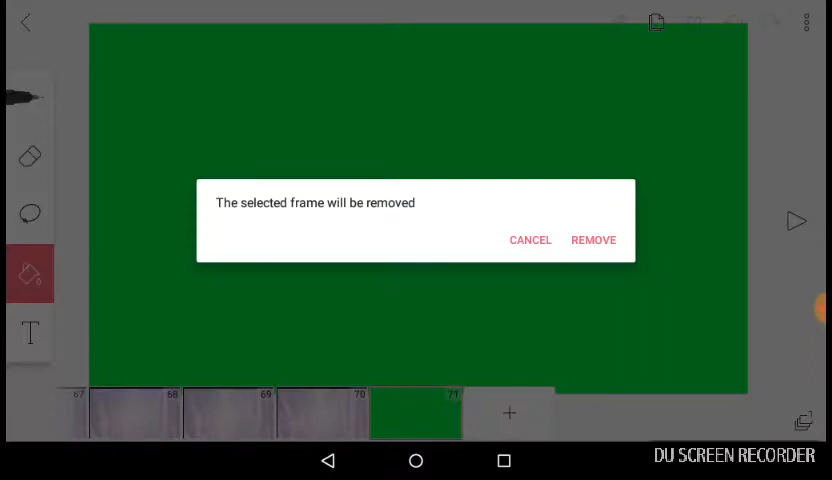 The selected frame will be removed
CANCEL REMOVE
T
67 68 69 70 71
DU SCREEN RECORDER